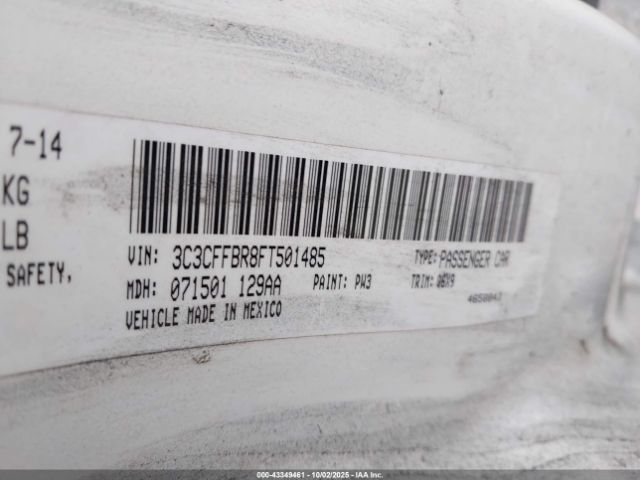 7-14
KG
LB
SAFETY,
VIN: 3C3CFFBR8FT501485
TYPE: PASSENGER CAR
MDH: 071501 129AA
PAINT: PW3
TRIM:
VEHICLE MADE IN MEXICO
000-43349461 - 10/02/2025 - IAA Inc.